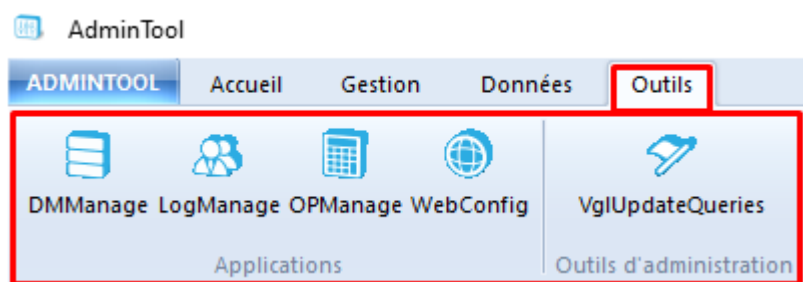 AdminTool
ADMINTOOL Accueil Gestion Données Outils
DMManage LogManage OPManage WebConfig VglUpdateQueries
Applications Outils d'administration